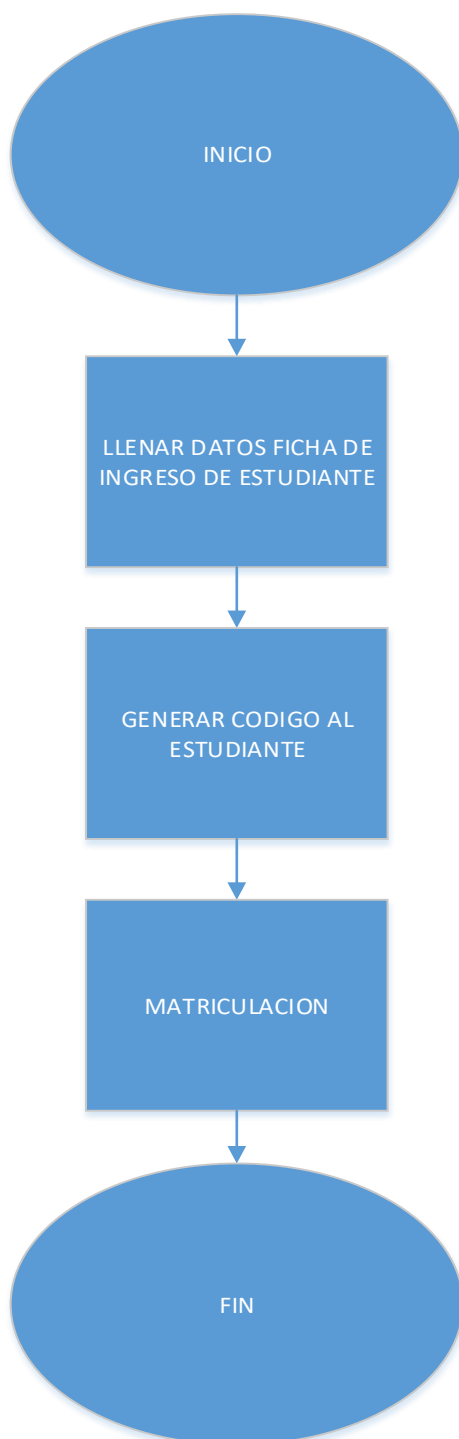 INICIO
LLENAR DATOS FICHA DE
INGRESO DE ESTUDIANTE
GENERAR CODIGO AL
ESTUDIANTE
MATRICULACION
FIN